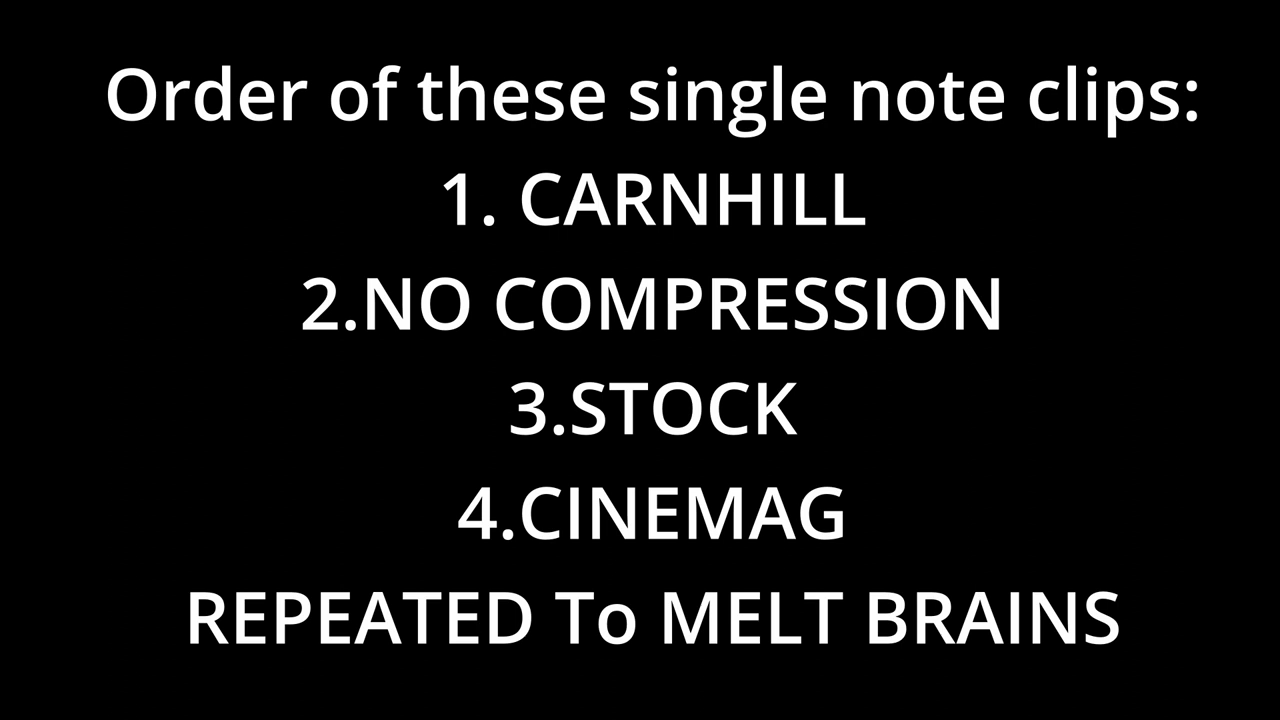 Order of these single note clips:
1. CARNHILL
2.NO COMPRESSION
3.STOCK
4.CINEMAG
REPEATED To MELT BRAINS